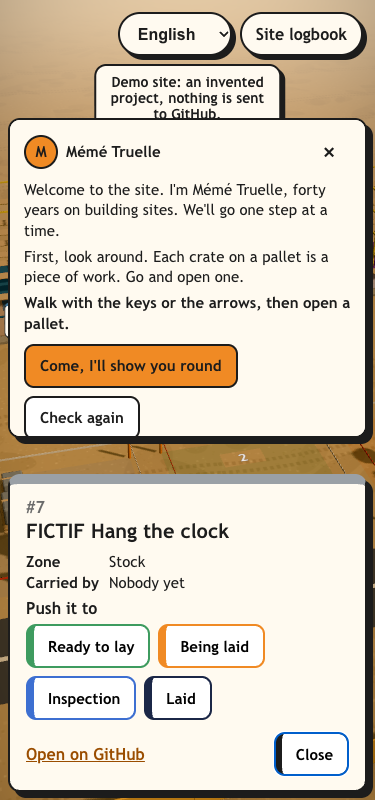 English
Site logbook
Demo site: an invented
project, nothing is sent
to GitHub.
M
Mémé Truelle
×
Welcome to the site. I'm Mémé Truelle, forty
years on building sites. We'll go one step at a
time.
First, look around. Each crate on a pallet is a
piece of work. Go and open one.
Walk with the keys or the arrows, then open a
pallet.
Come, I'll show you round
Check again
2
#7
FICTIF Hang the clock
Zone Stock
Carried by Nobody yet
Push it to
Ready to lay
Being laid
Inspection
Laid
Open on GitHub
Close